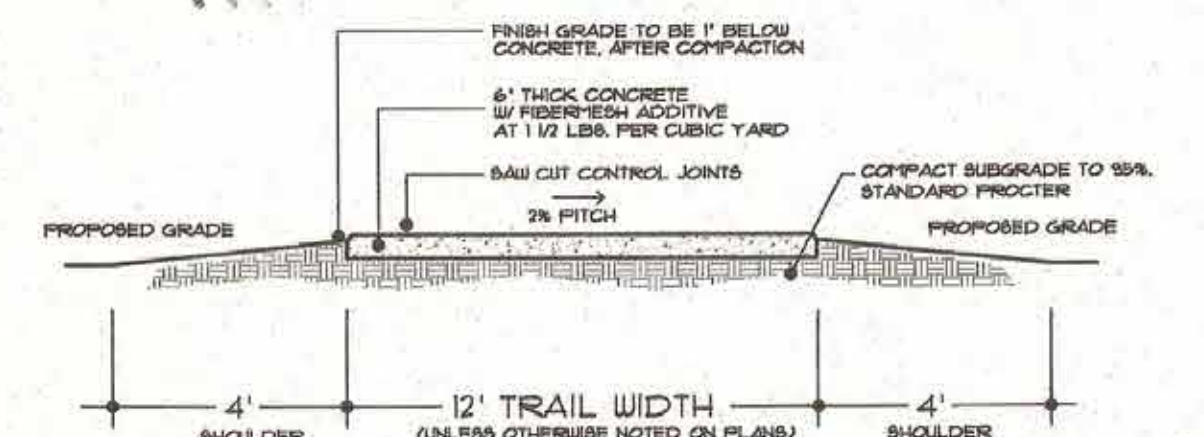 FINISH GRADE TO BE 1" BELOW
CONCRETE, AFTER COMPACTION
6" THICK CONCRETE
W/ FIBERMESH ADDITIVE
AT 1 1/2 LBS. PER CUBIC YARD
SAW CUT CONTROL JOINTS
2% PITCH
COMPACT SUBGRADE TO 95%,
STANDARD PROCTER
PROPOSED GRADE
PROPOSED GRADE
4'
12' TRAIL WIDTH
4'
SHOULDER
(UNLESS OTHERWISE NOTED ON PLANS)
SHOULDER